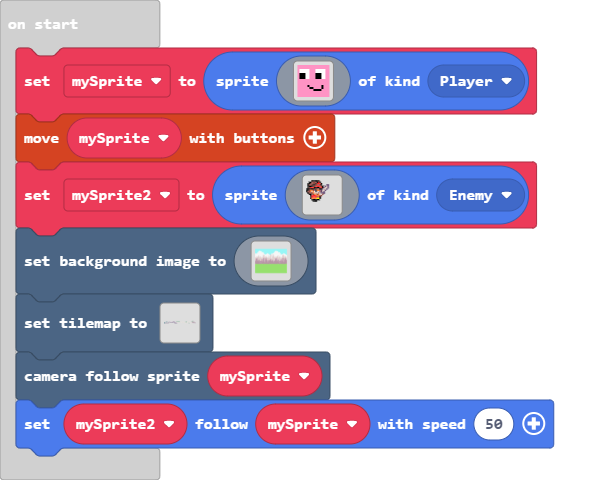 on start
set mySprite to sprite of kind Player
move mySprite with buttons
set mySprite2 to sprite of kind Enemy
set background image to
set tilemap to
camera follow sprite mySprite
set mySprite2 follow mySprite with speed 50